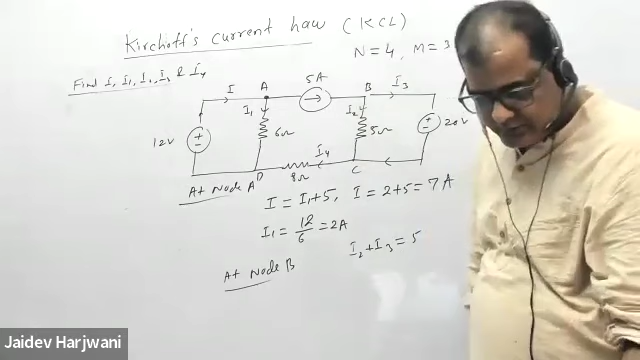 Kirchoff's current Law (KCL)
N=4, M=3
Find I, I1, I2, I3 & I4
I A 5A B I3
I1 I2
12V 6Ω 5Ω 20V
I4
D 8Ω C
At Node A
I = I1+5, I = 2+5 = 7A
I1 = 12/6 = 2A
I2+I3 = 5
At Node B
Jaidev Harjwani